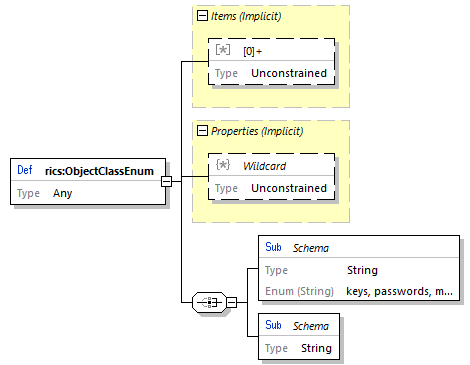 Items (Implicit)
[*] [0]+
Type Unconstrained
Properties (Implicit)
{*} Wildcard
Type Unconstrained
Def rics:ObjectClassEnum
Type Any
Sub Schema
Type String
Enum (String) keys, passwords, m...
Sub Schema
Type String